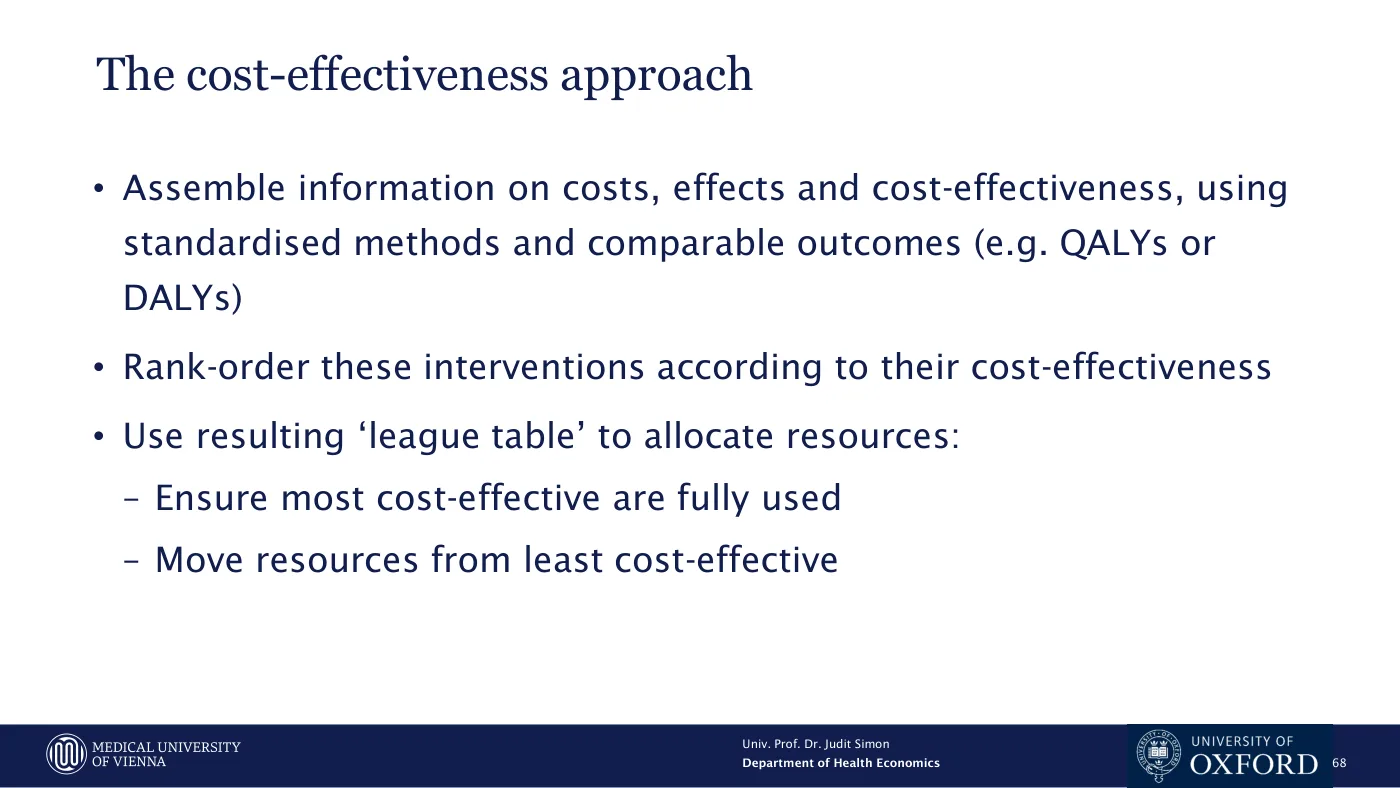 The cost-effectiveness approach
• Assemble information on costs, effects and cost-effectiveness, using
standardised methods and comparable outcomes (e.g. QALYs or
DALYs)
• Rank-order these interventions according to their cost-effectiveness
• Use resulting ‘league table’ to allocate resources:
– Ensure most cost-effective are fully used
– Move resources from least cost-effective
MEDICAL UNIVERSITY
OF VIENNA
Univ. Prof. Dr. Judit Simon
Department of Health Economics
UNIVERSITY OF
OXFORD
68